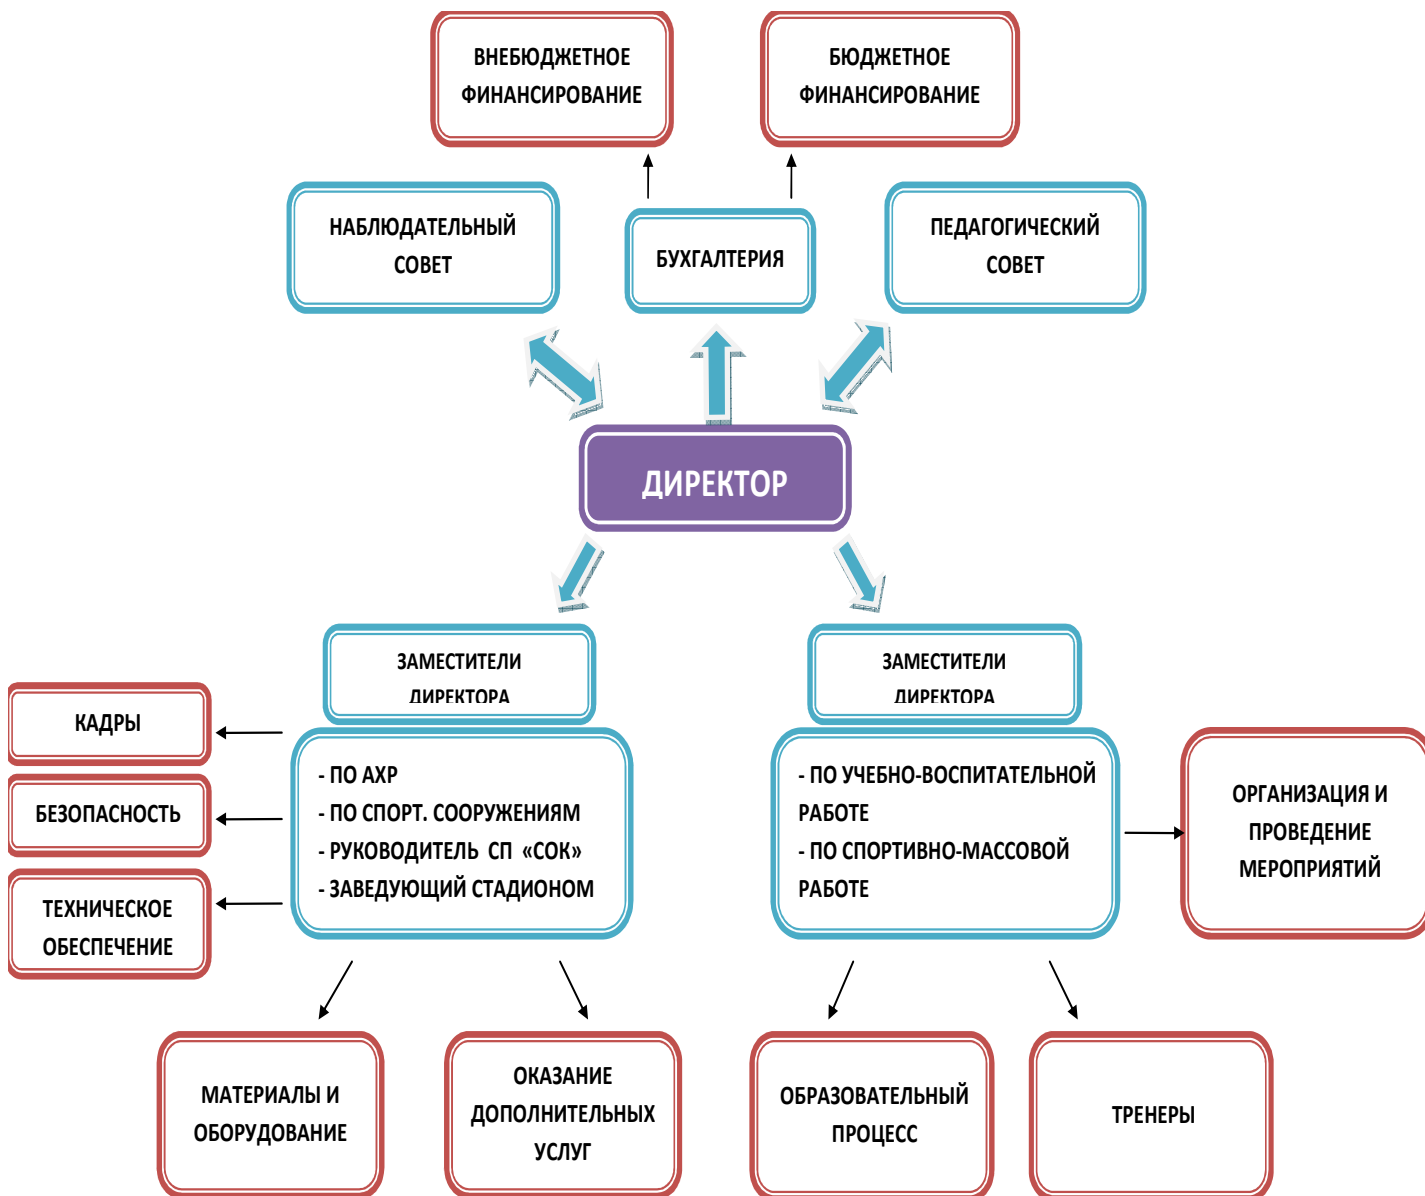 ВНЕБЮДЖЕТНОЕ
ФИНАНСИРОВАНИЕ
БЮДЖЕТНОЕ
ФИНАНСИРОВАНИЕ
НАБЛЮДАТЕЛЬНЫЙ
СОВЕТ
БУХГАЛТЕРИЯ
ПЕДАГОГИЧЕСКИЙ
СОВЕТ
ДИРЕКТОР
ЗАМЕСТИТЕЛИ
ДИРЕКТОРА
ЗАМЕСТИТЕЛИ
ДИРЕКТОРА
КАДРЫ
БЕЗОПАСНОСТЬ
ТЕХНИЧЕСКОЕ
ОБЕСПЕЧЕНИЕ
- ПО АХР
- ПО СПОРТ. СООРУЖЕНИЯМ
- РУКОВОДИТЕЛЬ СП «СОК»
- ЗАВЕДУЮЩИЙ СТАДИОНОМ
- ПО УЧЕБНО-ВОСПИТАТЕЛЬНОЙ
РАБОТЕ
- ПО СПОРТИВНО-МАССОВОЙ
РАБОТЕ
ОРГАНИЗАЦИЯ И
ПРОВЕДЕНИЕ
МЕРОПРИЯТИЙ
МАТЕРИАЛЫ И
ОБОРУДОВАНИЕ
ОКАЗАНИЕ
ДОПОЛНИТЕЛЬНЫХ
УСЛУГ
ОБРАЗОВАТЕЛЬНЫЙ
ПРОЦЕСС
ТРЕНЕРЫ